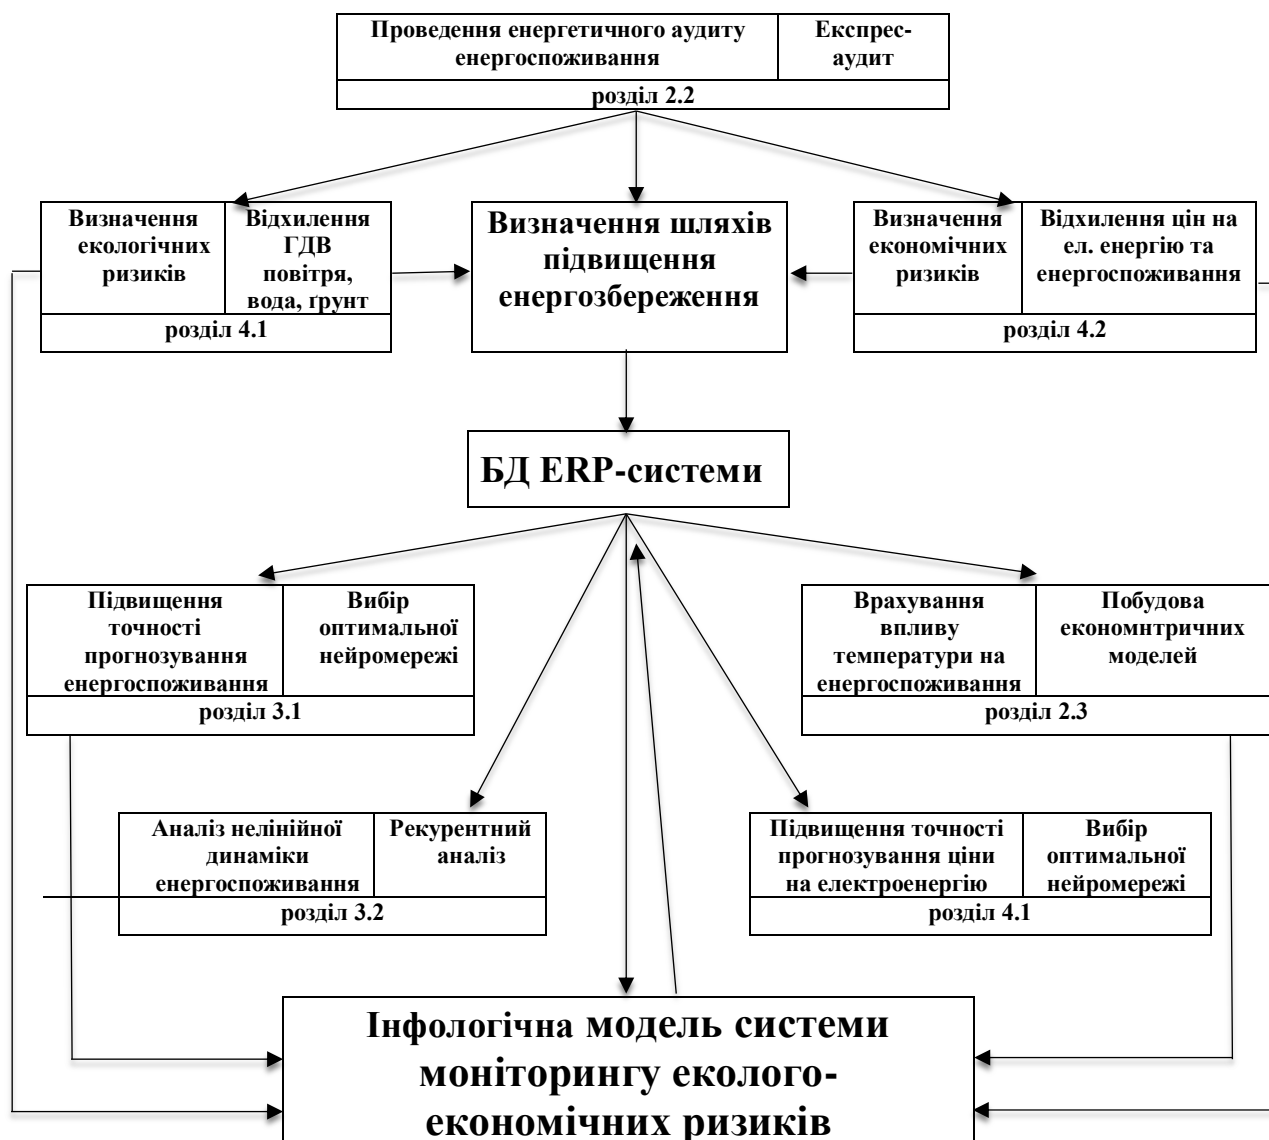 Проведення енергетичного аудиту
енергоспоживання
Експрес-
аудит
розділ 2.2
Визначення
екологічних
ризиків
Відхилення
ГДВ
повітря,
вода, ґрунт
розділ 4.1
Визначення шляхів
підвищення
енергозбереження
Визначення
економічних
ризиків
Відхилення цін на
ел. енергію та
енергоспоживання
розділ 4.2
БД ERP-системи
Підвищення
точності
прогнозування
енергоспоживання
Вибір
оптимальної
нейромережі
розділ 3.1
Врахування
впливу
температури на
енергоспоживання
Побудова
економнтричних
моделей
розділ 2.3
Аналіз нелінійної
динаміки
енергоспоживання
Рекурентний
аналіз
розділ 3.2
Підвищення точності
прогнозування ціни
на електроенергію
Вибір
оптимальної
нейромережі
розділ 4.1
Інфологічна модель системи
моніторингу еколого-
економічних ризиків